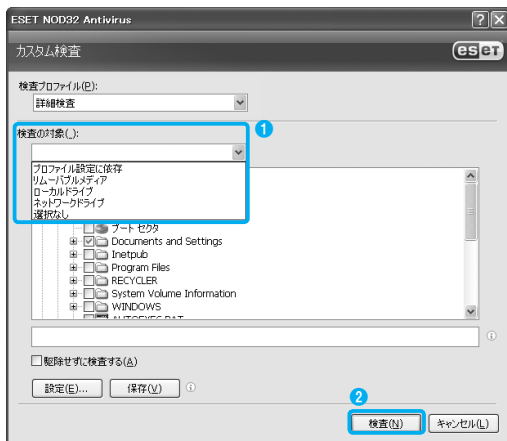 ESET NOD32 Antivirus
カスタム検査
eset
検査プロファイル(P):
詳細検査
検査の対象(_):
1
プロファイル設定に依存
リムーバブルメディア
ローカルドライブ
ネットワークドライブ
選択なし
ブート セクタ
Documents and Settings
Inetpub
Program Files
RECYCLER
System Volume Information
WINDOWS
AUTOEXEC.BAT
駆除せずに検査する(A)
設定(E)...
保存(V)
2
検査(N)
キャンセル(L)